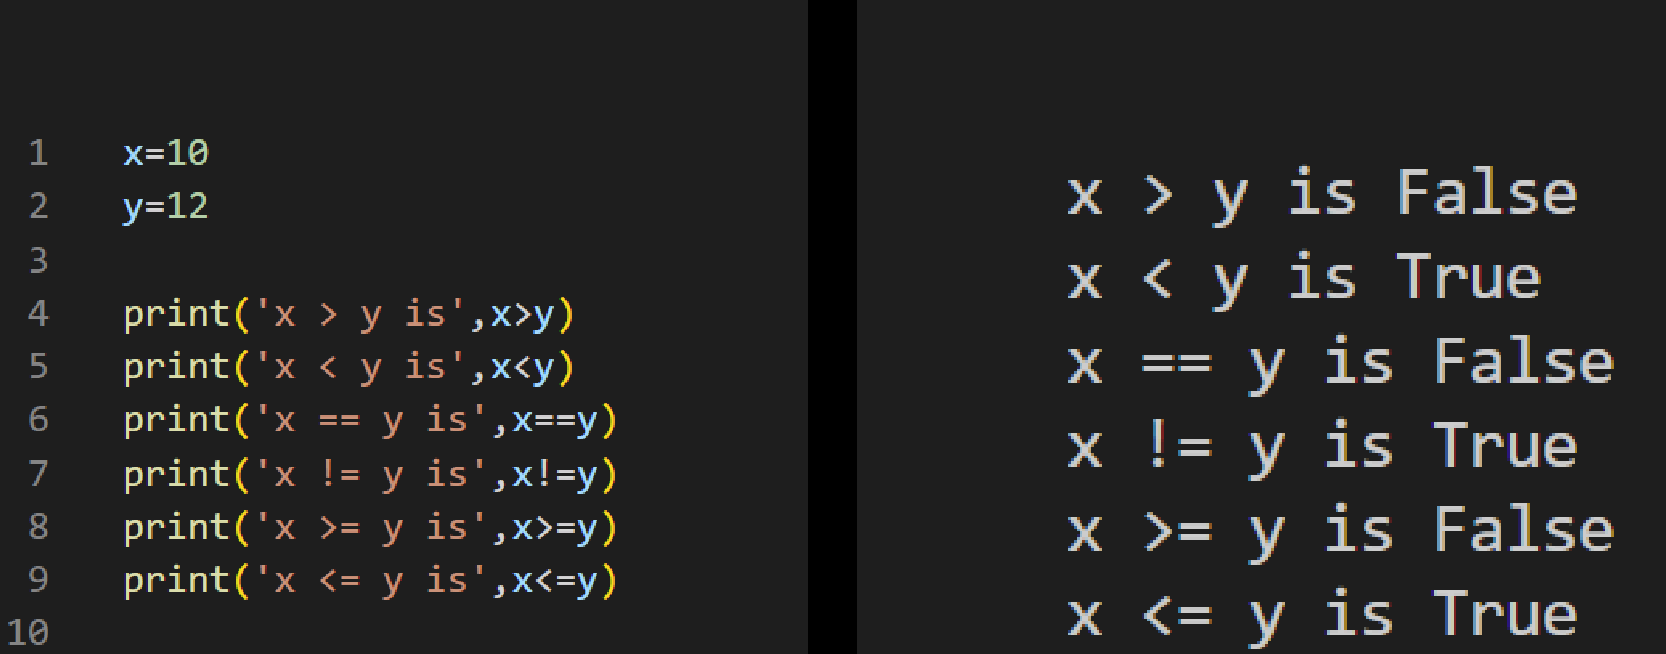 1 x=10
2 y=12
3
4 print('x > y is',x>y)
5 print('x < y is',x<y)
6 print('x == y is',x==y)
7 print('x != y is',x!=y)
8 print('x >= y is',x>=y)
9 print('x <= y is',x<=y)
10
x > y is False
x < y is True
x == y is False
x != y is True
x >= y is False
x <= y is True